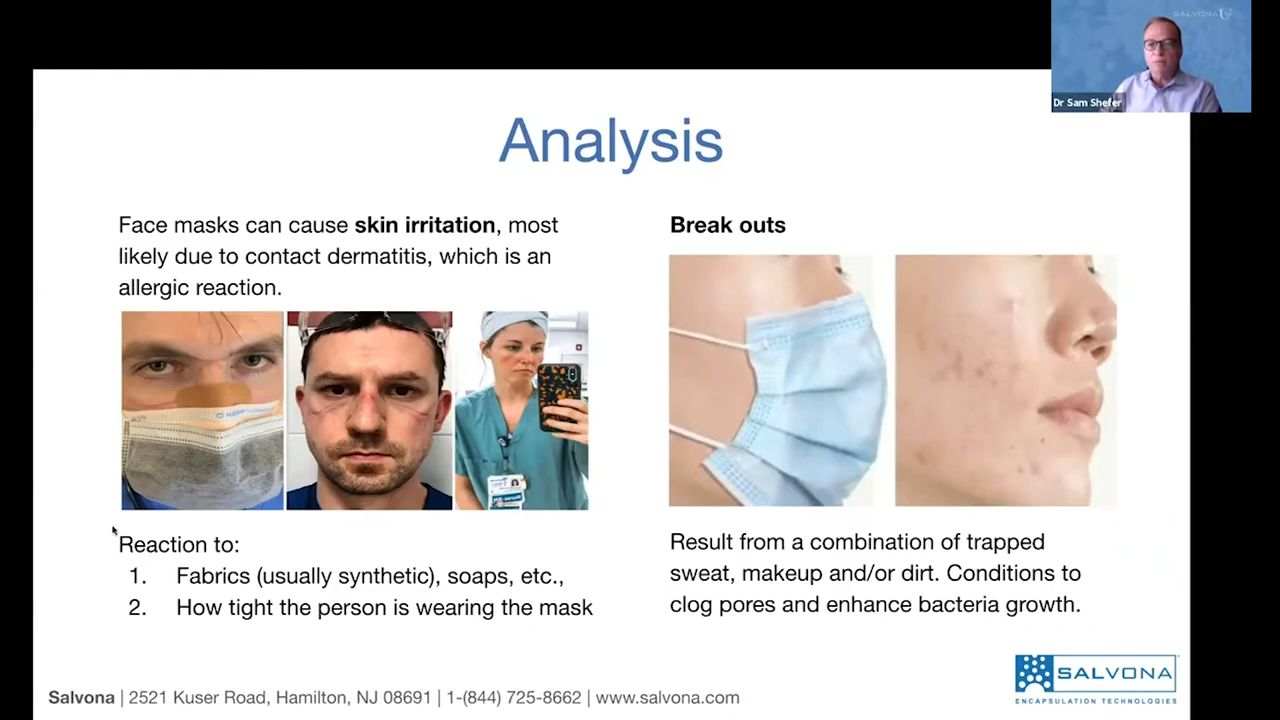 SALVONA
Dr Sam Shefer
Analysis
Face masks can cause skin irritation, most
likely due to contact dermatitis, which is an
allergic reaction.
Reaction to:
1. Fabrics (usually synthetic), soaps, etc.,
2. How tight the person is wearing the mask
Break outs
Result from a combination of trapped
sweat, makeup and/or dirt. Conditions to
clog pores and enhance bacteria growth.
Salvona | 2521 Kuser Road, Hamilton, NJ 08691 | 1-(844) 725-8662 | www.salvona.com
SALVONA
ENCAPSULATION TECHNOLOGIES